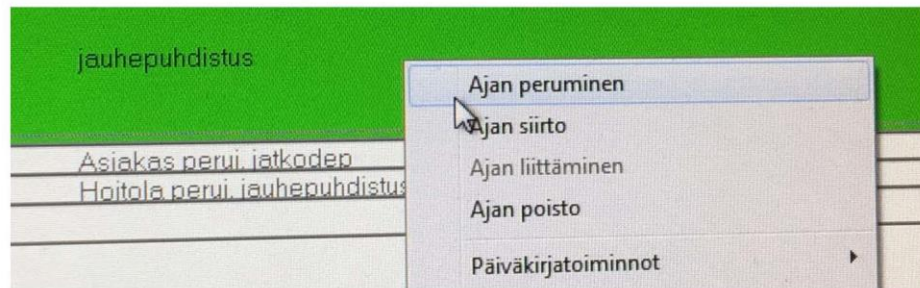 jauhepuhdistus
Ajan peruminen
Ajan siirto
Asiakas perui, jatkodep
Ajan liittäminen
Hoitola perui, jauhepuhdistus
Ajan poisto
Päiväkirjatoiminnot